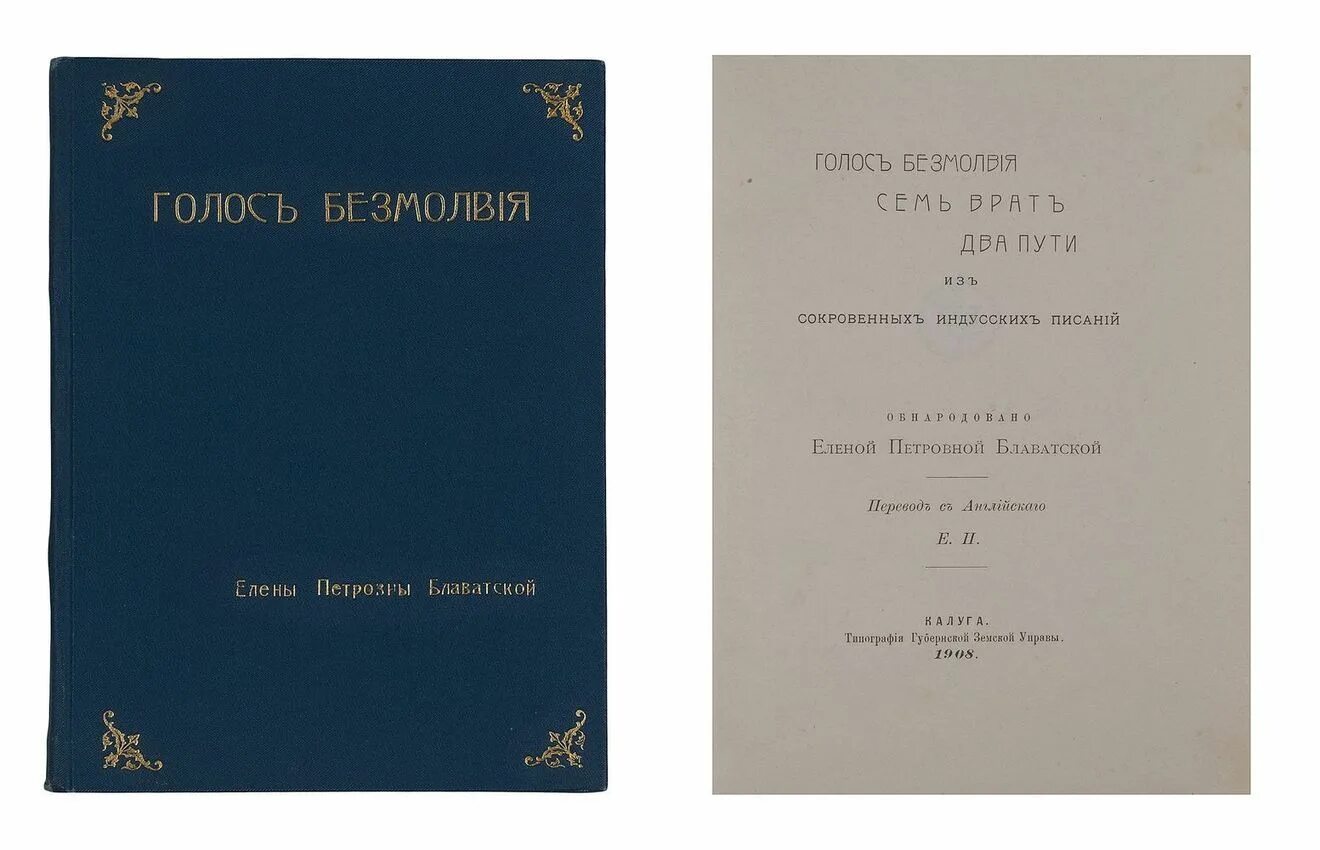 ГОЛОСЪ БЕЗМОЛВІЯ
Елены Петровны Блаватской
ГОЛОСЪ БЕЗМОЛВІЯ
СЕМЬ ВРАТЪ
ДВА ПУТИ
ИЗЪ
СОКРОВЕННЫХЪ ИНДУССКИХЪ ПИСАНІЙ
ОБНАРОДОВАНО
Еленой Петровной Блаватской
Переводъ съ Англійскаго
Е. П.
КАЛУГА.
Типографія Губернской Земской Управы.
1908.